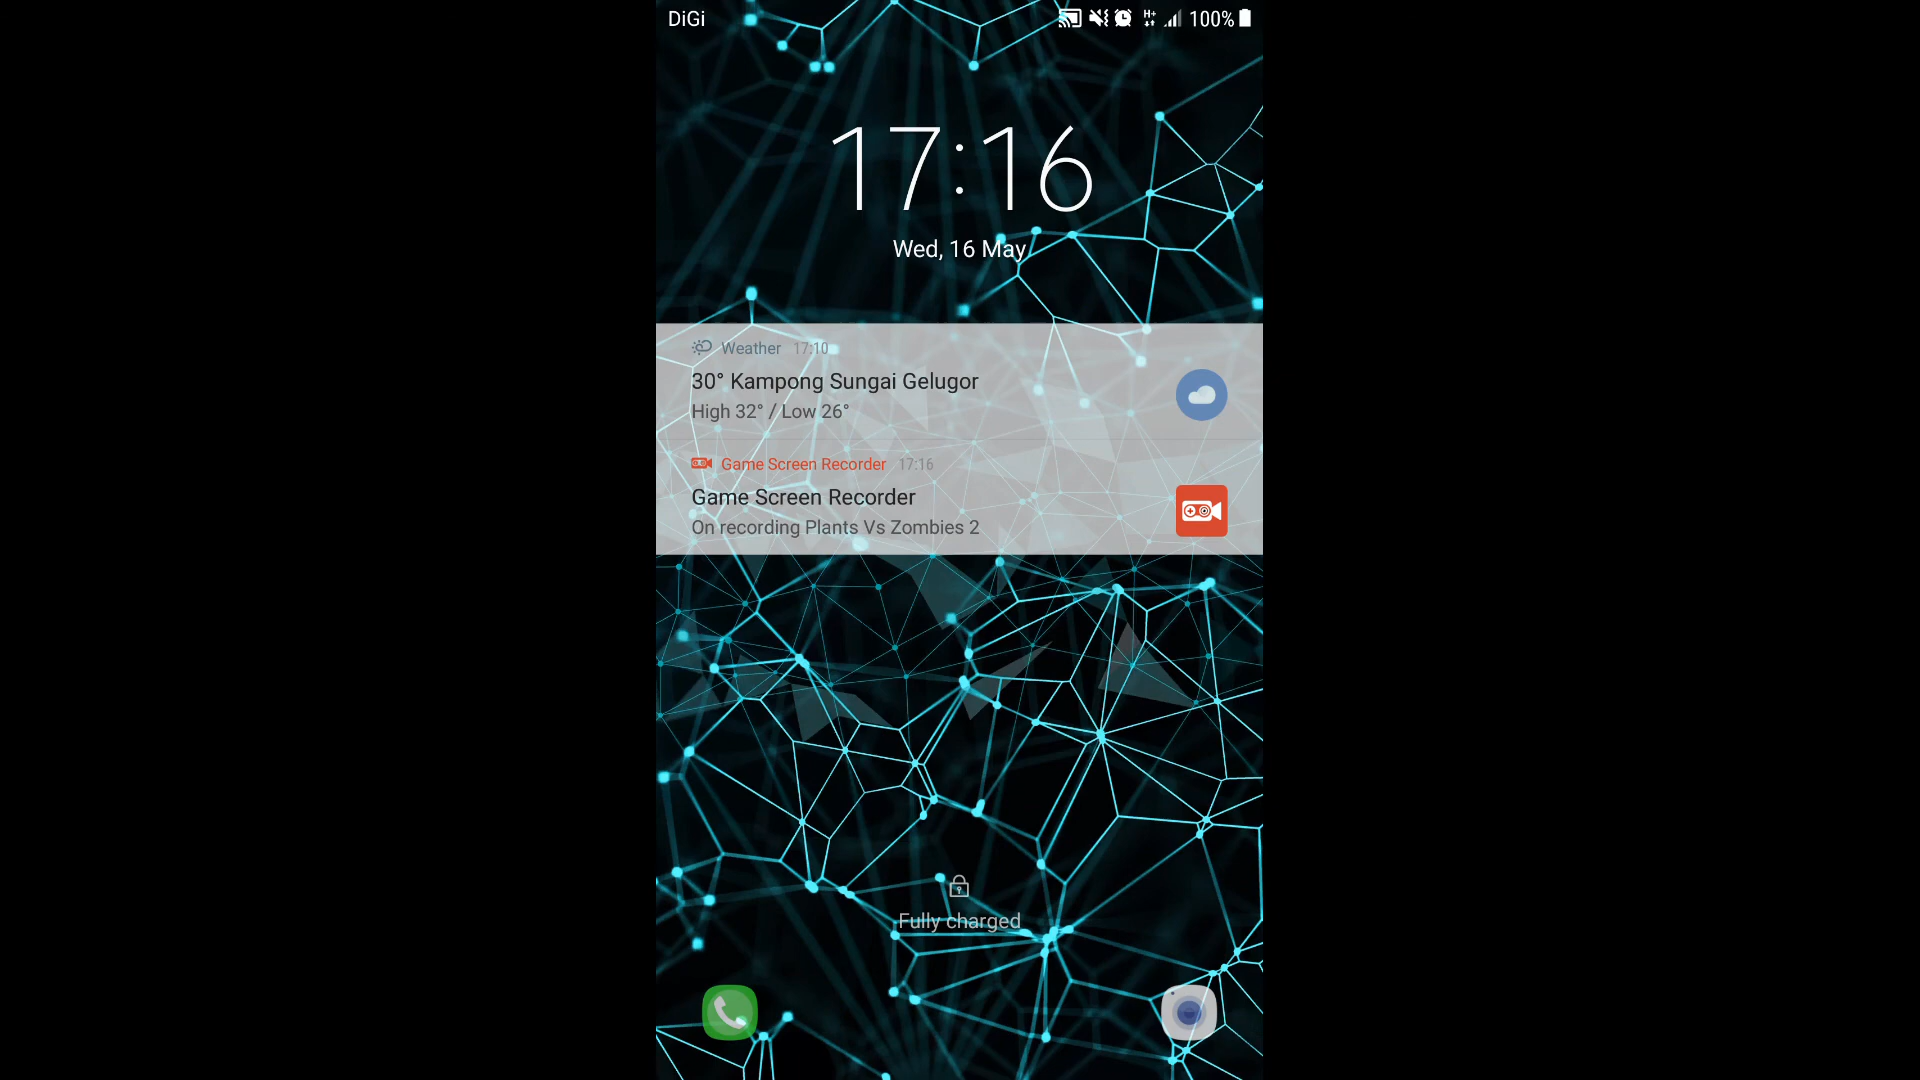 DiGi
H+
100%
17:16
Wed, 16 May
Weather 17:10
30° Kampong Sungai Gelugor
High 32° / Low 26°
Game Screen Recorder 17:16
Game Screen Recorder
On recording Plants Vs Zombies 2
Fully charged